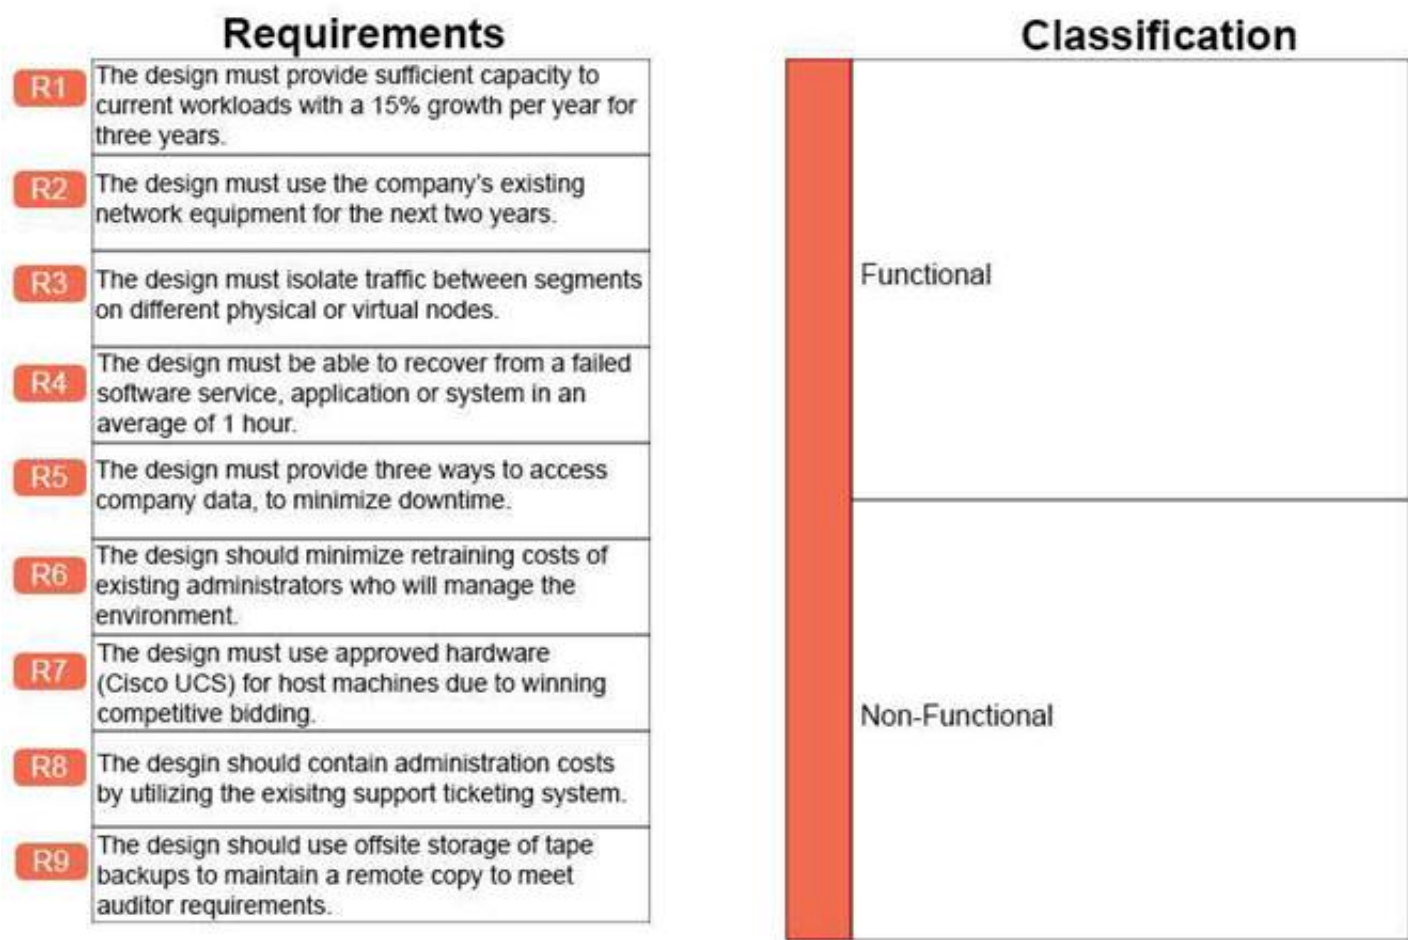 Requirements
R1
The design must provide sufficient capacity to
current workloads with a 15% growth per year for
three years.
R2
The design must use the company's existing
network equipment for the next two years.
R3
The design must isolate traffic between segments
on different physical or virtual nodes.
R4
The design must be able to recover from a failed
software service, application or system in an
average of 1 hour.
R5
The design must provide three ways to access
company data, to minimize downtime.
R6
The design should minimize retraining costs of
existing administrators who will manage the
environment.
R7
The design must use approved hardware
(Cisco UCS) for host machines due to winning
competitive bidding.
R8
The desgin should contain administration costs
by utilizing the exisitng support ticketing system.
R9
The design should use offsite storage of tape
backups to maintain a remote copy to meet
auditor requirements.
Classification
Functional
Non-Functional